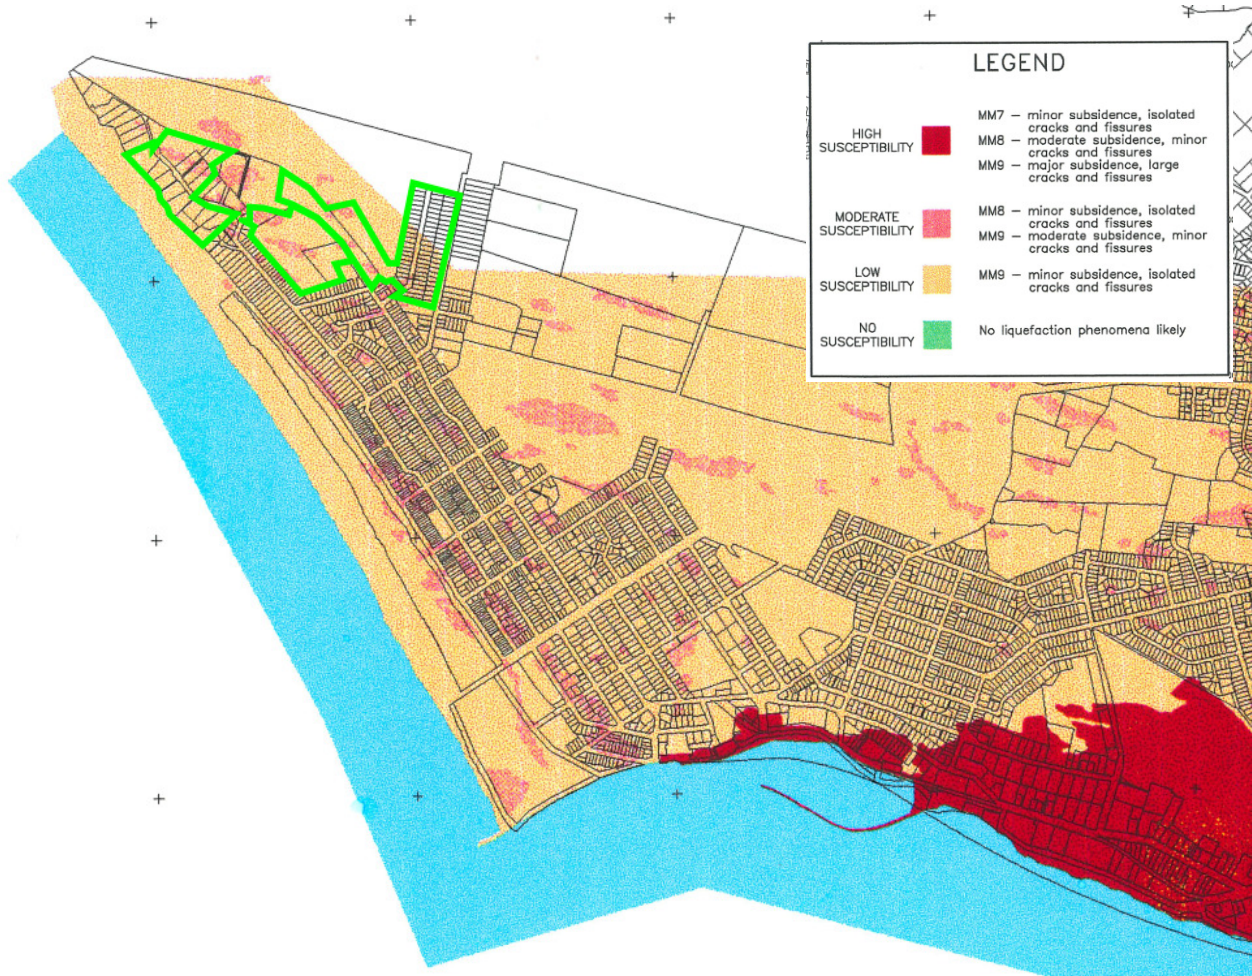 LEGEND
HIGH
SUSCEPTIBILITY
MM7 – minor subsidence, isolated
cracks and fissures
MM8 – moderate subsidence, minor
cracks and fissures
MM9 – major subsidence, large
cracks and fissures
MODERATE
SUSCEPTIBILITY
MM8 – minor subsidence, isolated
cracks and fissures
MM9 – moderate subsidence, minor
cracks and fissures
LOW
SUSCEPTIBILITY
MM9 – minor subsidence, isolated
cracks and fissures
NO
SUSCEPTIBILITY
No liquefaction phenomena likely